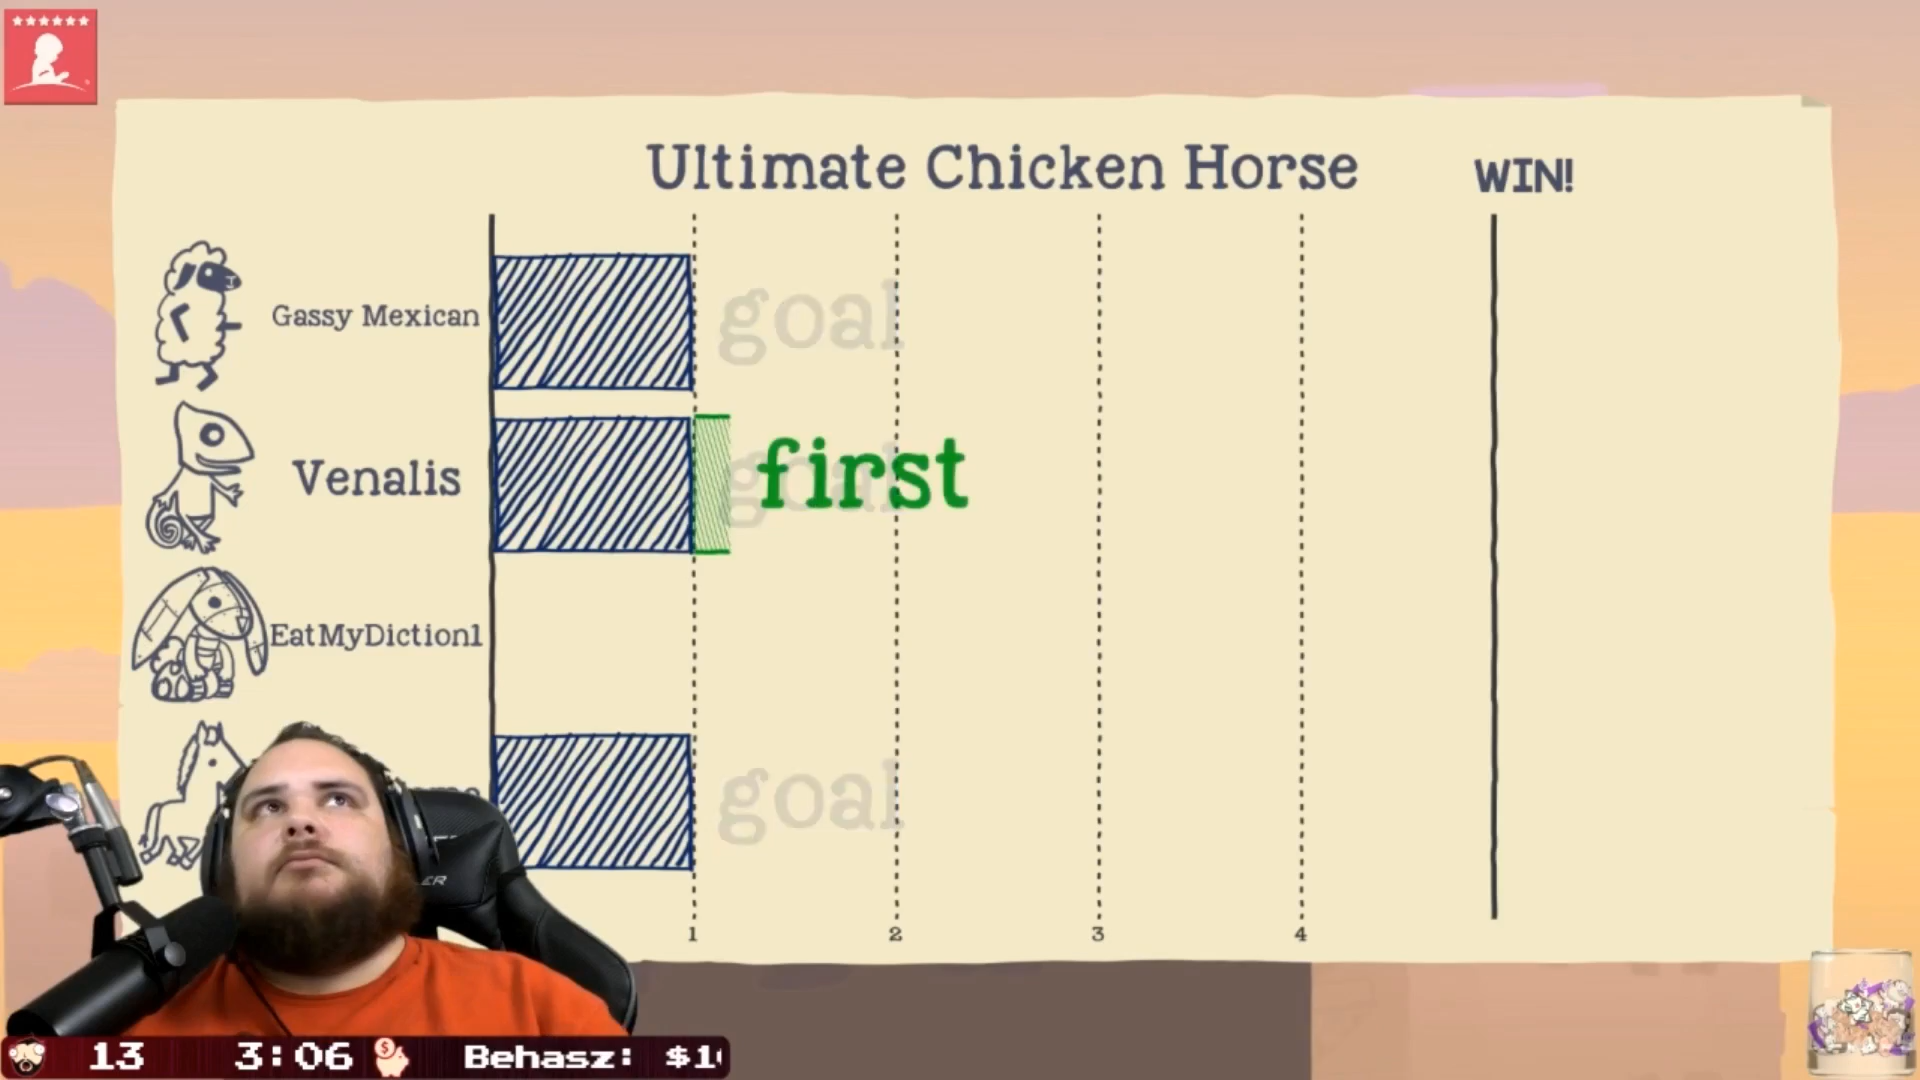 Ultimate Chicken Horse
WIN!
Gassy Mexican
goal
Venalis
first
goal
EatMyDiction1
goal
1
2
3
4
13
3:06
Behasz: